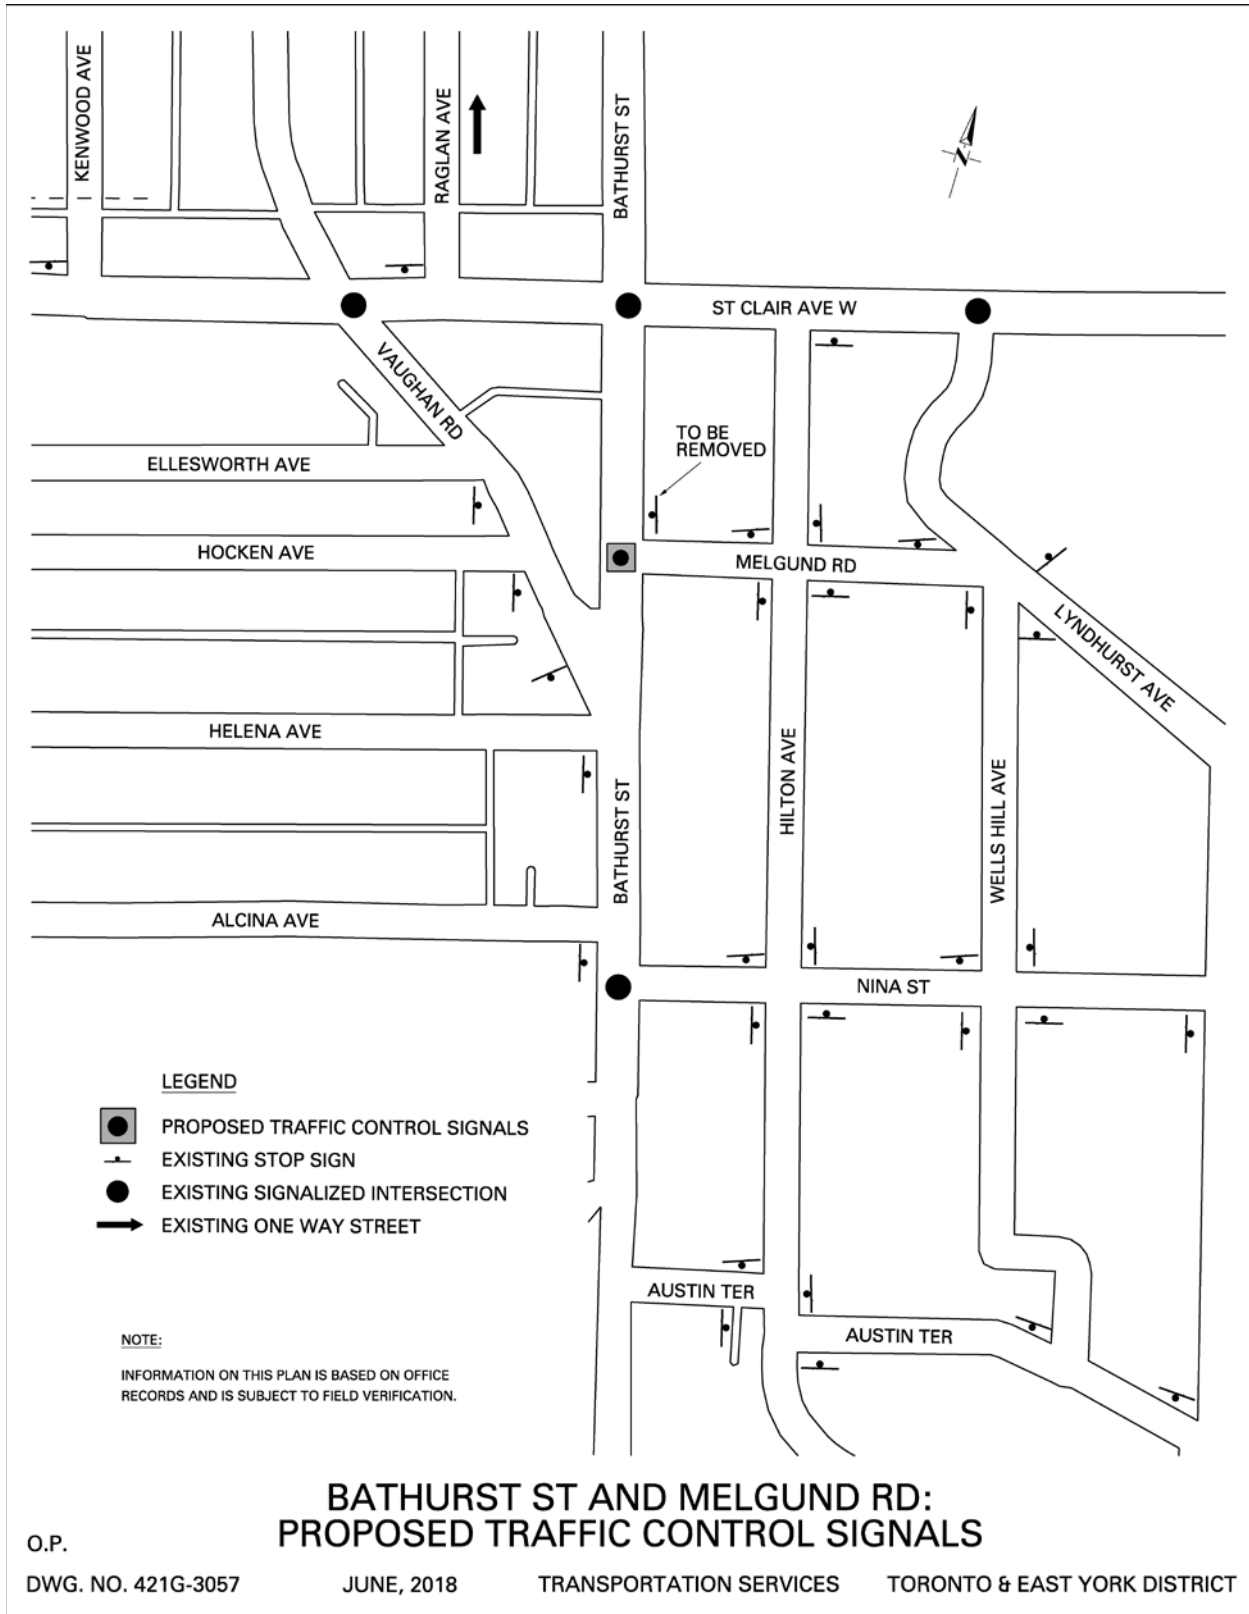 KENWOOD AVE
RAGLAN AVE
BATHURST ST
N
ST CLAIR AVE W
VAUGHAN RD
TO BE
REMOVED
ELLESWORTH AVE
HOCKEN AVE
MELGUND RD
LYNDHURST AVE
HELENA AVE
HILTON AVE
WELLS HILL AVE
BATHURST ST
ALCINA AVE
NINA ST
LEGEND
PROPOSED TRAFFIC CONTROL SIGNALS
EXISTING STOP SIGN
EXISTING SIGNALIZED INTERSECTION
EXISTING ONE WAY STREET
AUSTIN TER
AUSTIN TER
NOTE:
INFORMATION ON THIS PLAN IS BASED ON OFFICE
RECORDS AND IS SUBJECT TO FIELD VERIFICATION.
BATHURST ST AND MELGUND RD:
PROPOSED TRAFFIC CONTROL SIGNALS
O.P.
DWG. NO. 421G-3057 JUNE, 2018 TRANSPORTATION SERVICES TORONTO & EAST YORK DISTRICT